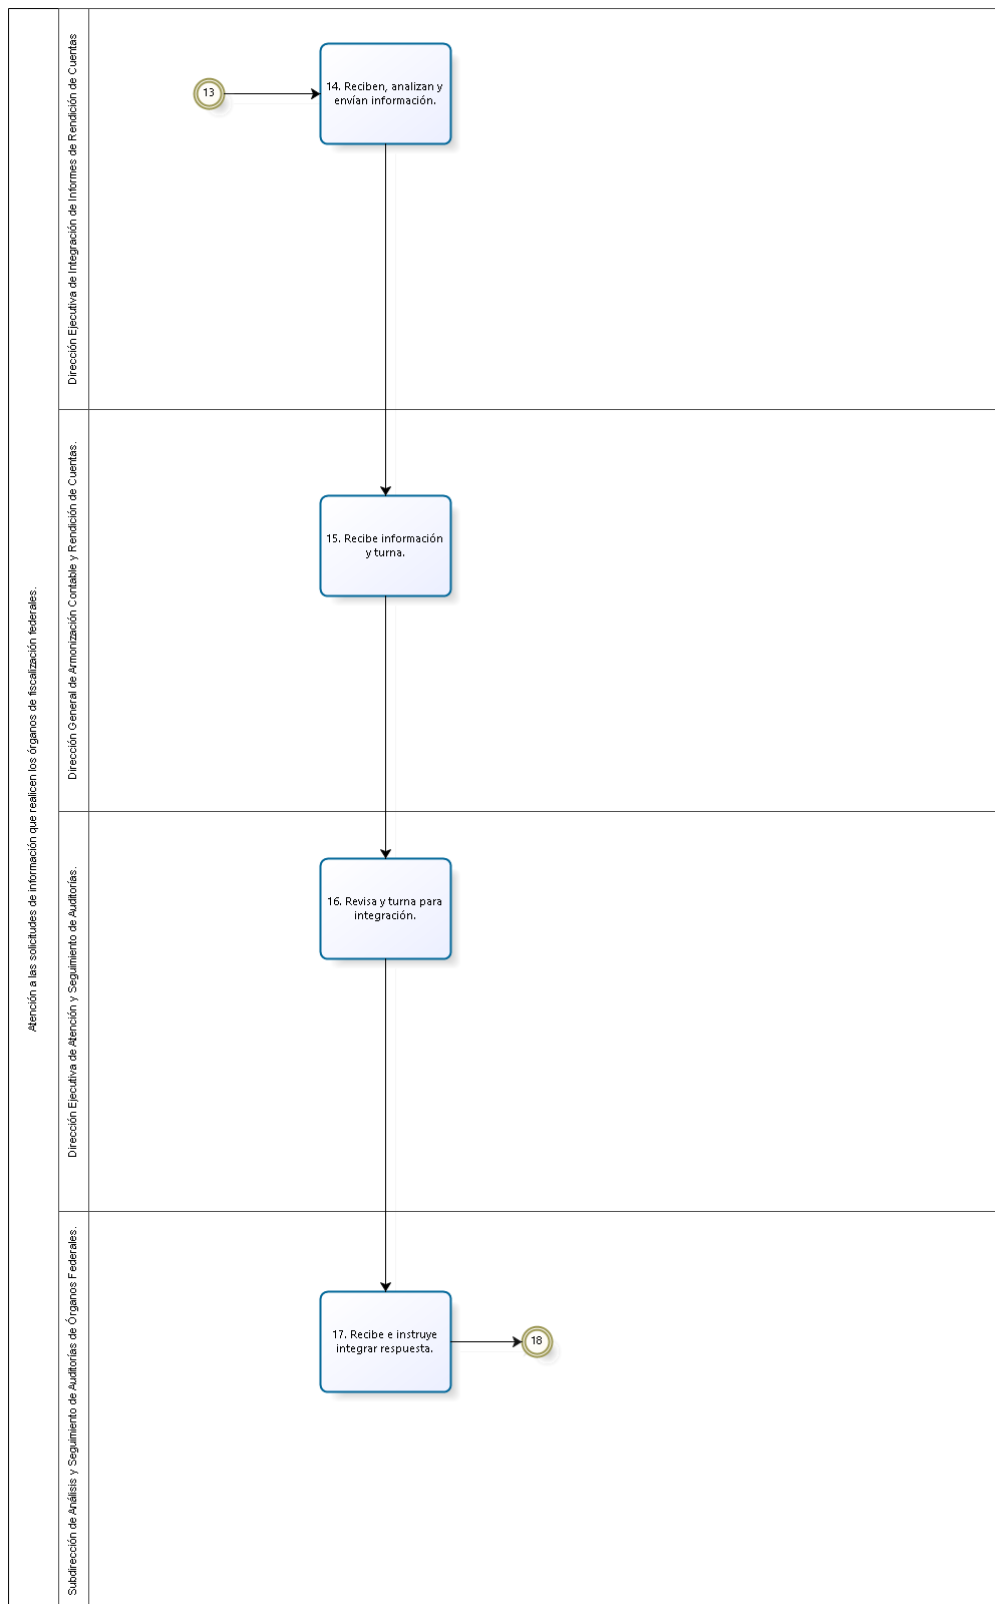 Atención a las solicitudes de información que realicen los órganos de fiscalización federales.
Dirección Ejecutiva de Integración de Informes de Rendición de Cuentas
13
14. Reciben, analizan y
envían información.
Dirección General de Armonización Contable y Rendición de Cuentas.
15. Recibe información
y turna.
Dirección Ejecutiva de Atención y Seguimiento de Auditorías.
16. Revisa y turna para
integración.
Subdirección de Análisis y Seguimiento de Auditorías de Órganos Federales.
17. Recibe e instruye
integrar respuesta.
18